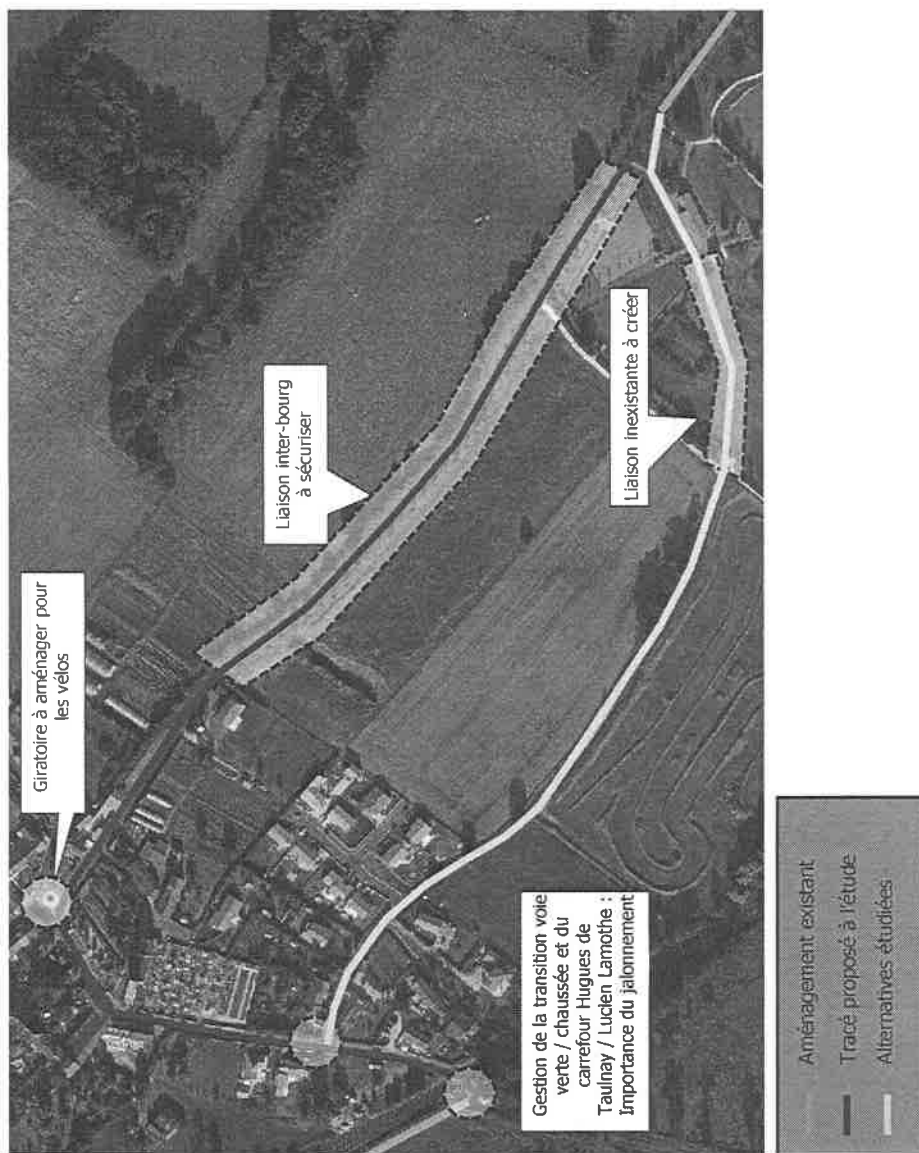 Giratoire à aménager pour
les vélos
Liaison inter-bourg
à sécuriser
Liaison inexistante à créer
Gestion de la transition voie
verte / chaussée et du
carrefour Hugues de
Taulnay / Lucien Lamothe :
Importance du jalonnement
Aménagement existant
Tracé proposé à l'étude
Alternatives étudiées